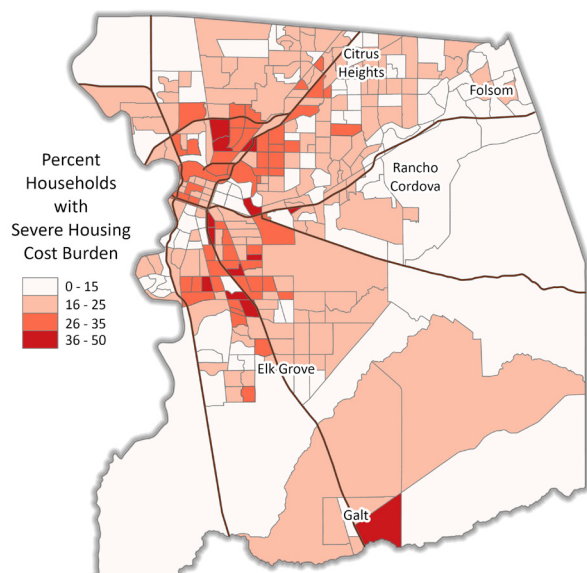 Citrus
Heights
Folsom
Rancho
Cordova
Percent
Households
with
Severe Housing
Cost Burden
0 - 15
16 - 25
26 - 35
36 - 50
Elk Grove
Galt